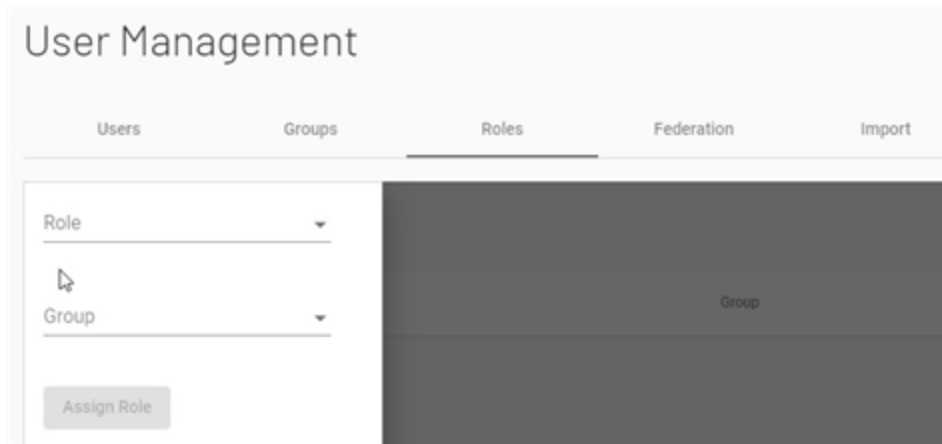 User Management
Users Groups Roles Federation Import
Role
Group
Group
Assign Role